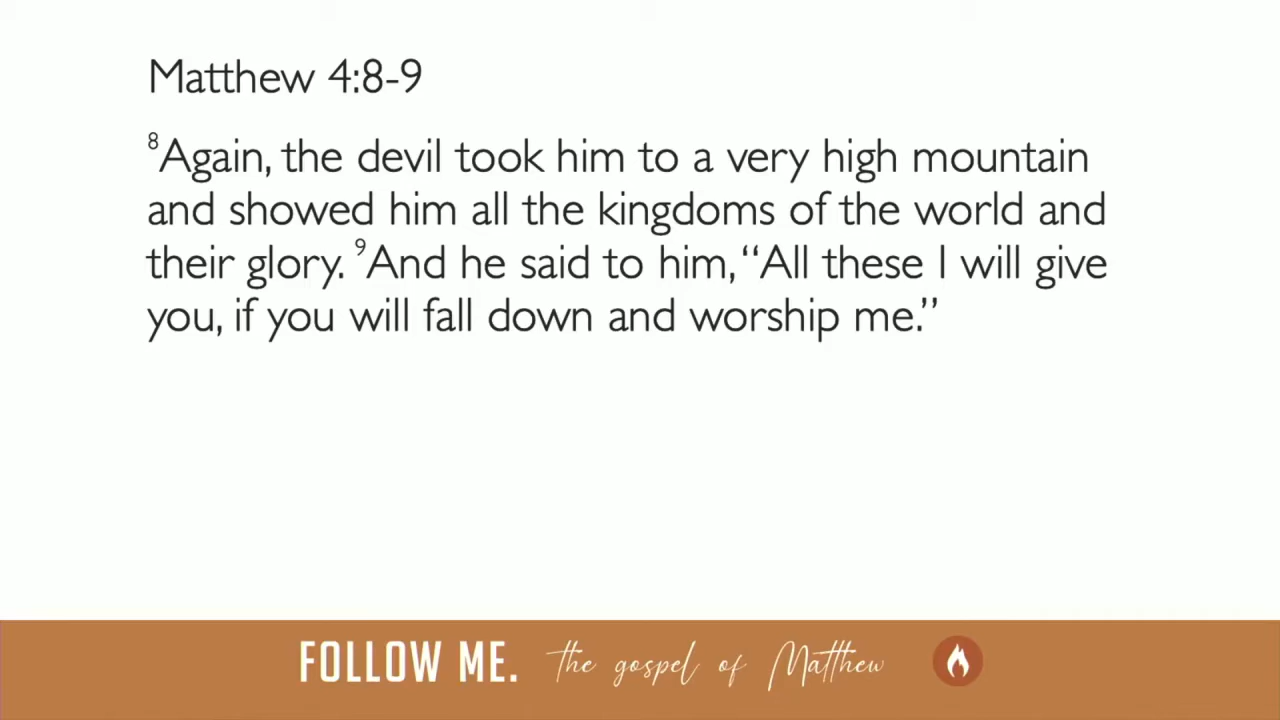 Matthew 4:8-9
⁸Again, the devil took him to a very high mountain
and showed him all the kingdoms of the world and
their glory. ⁹And he said to him, “All these I will give
you, if you will fall down and worship me.”
FOLLOW ME. the gospel of Matthew